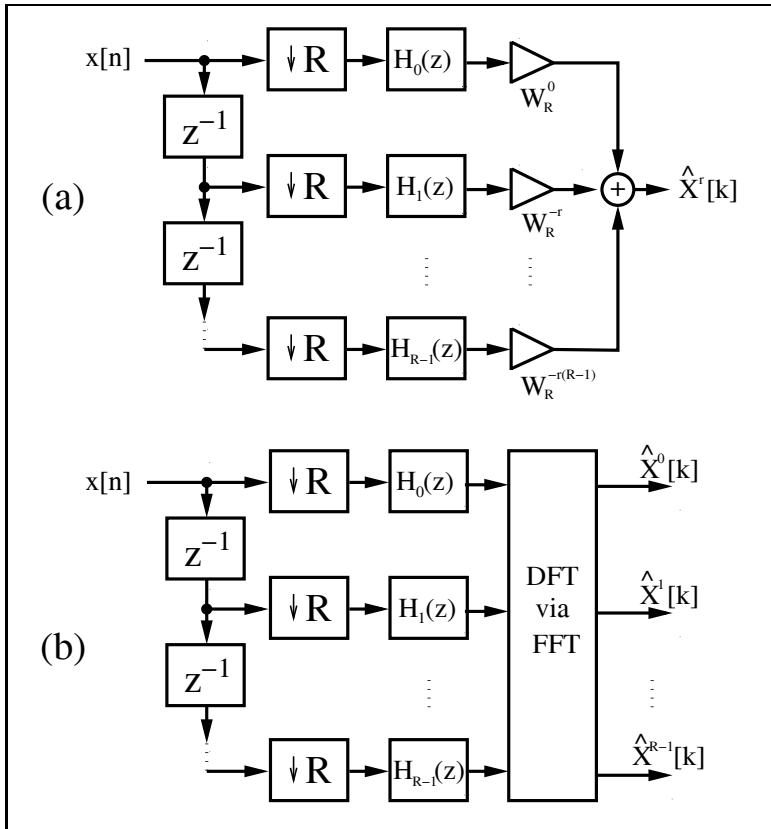 x[n] ↓R H₀(z) W_R^0
z⁻¹
(a) ↓R H₁(z) W_R^{-r} + X̂^r[k]
z⁻¹
↓R H_{R−1}(z) W_R^{-r(R−1)}
x[n] ↓R H₀(z) X̂^0[k]
z⁻¹
↓R H₁(z) DFT via FFT X̂^1[k]
(b)
z⁻¹
↓R H_{R−1}(z) X̂^{R−1}[k]